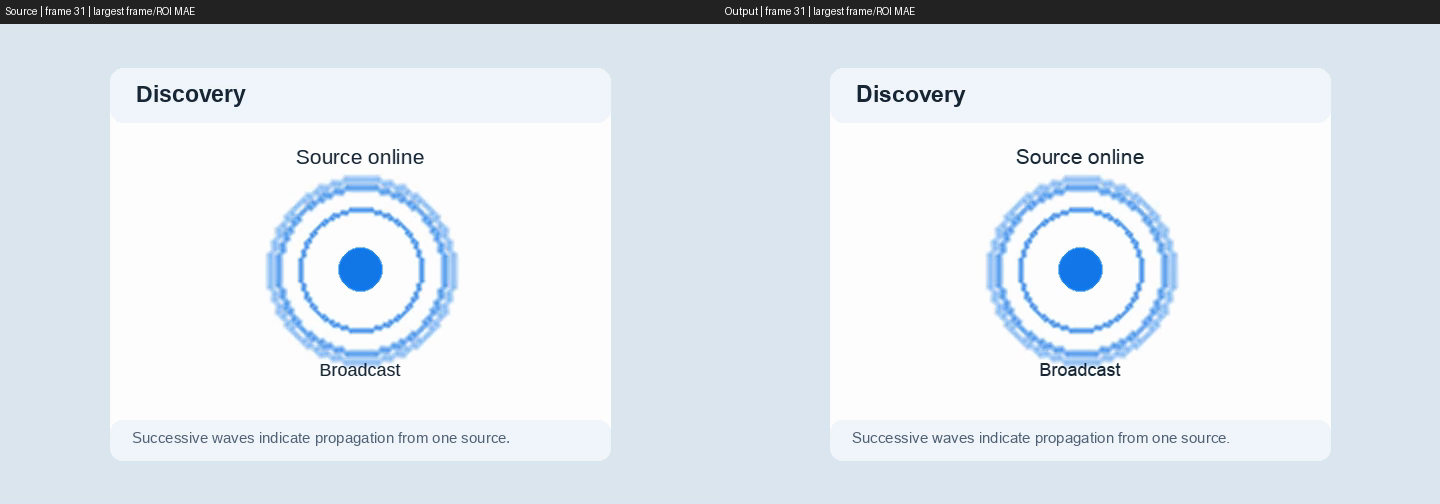 Source | frame 31 | largest frame/ROI MAE
Output | frame 31 | largest frame/ROI MAE
Discovery
Source online
Broadcast
Successive waves indicate propagation from one source.
Discovery
Source online
Broadcast
Successive waves indicate propagation from one source.